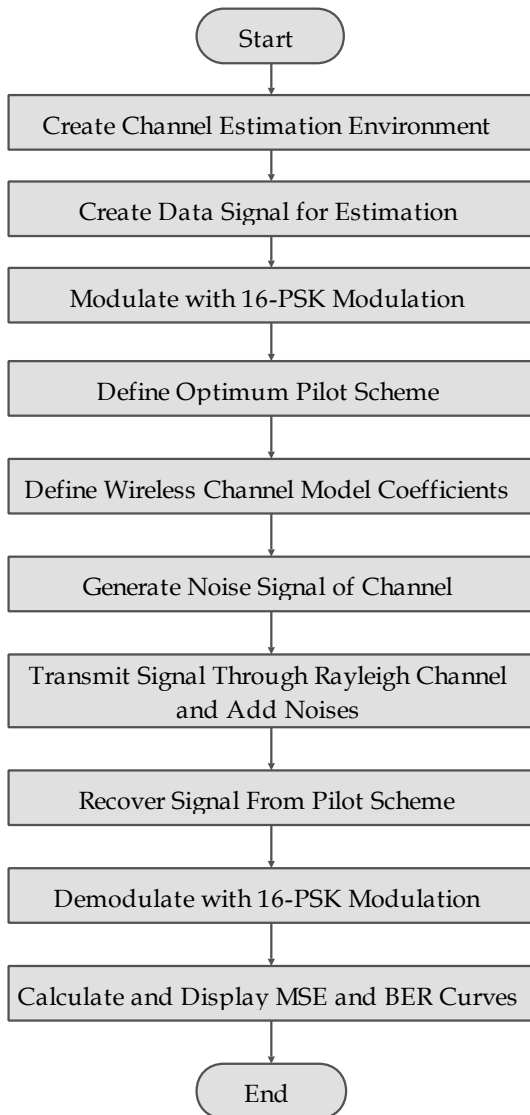 Start
Create Channel Estimation Environment
Create Data Signal for Estimation
Modulate with 16-PSK Modulation
Define Optimum Pilot Scheme
Define Wireless Channel Model Coefficients
Generate Noise Signal of Channel
Transmit Signal Through Rayleigh Channel
and Add Noises
Recover Signal From Pilot Scheme
Demodulate with 16-PSK Modulation
Calculate and Display MSE and BER Curves
End